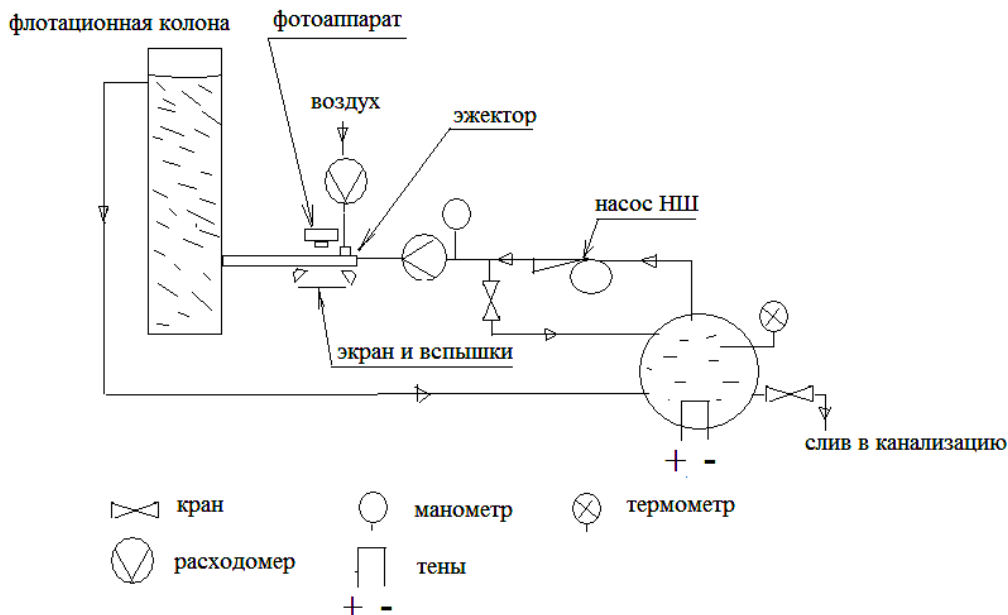 фотоаппарат
флотационная колона
воздух
эжектор
насос НШ
экран и вспышки
слив в канализацию
+ -
кран
манометр
термометр
расходомер
тены
+ -